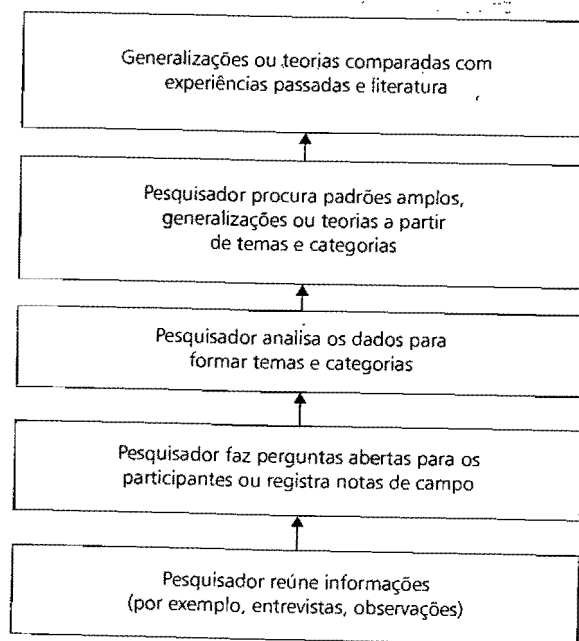 Generalizações ou teorias comparadas com
experiências passadas e literatura
Pesquisador procura padrões amplos,
generalizações ou teorias a partir
de temas e categorias
Pesquisador analisa os dados para
formar temas e categorias
Pesquisador faz perguntas abertas para os
participantes ou registra notas de campo
Pesquisador reúne informações
(por exemplo, entrevistas, observações)